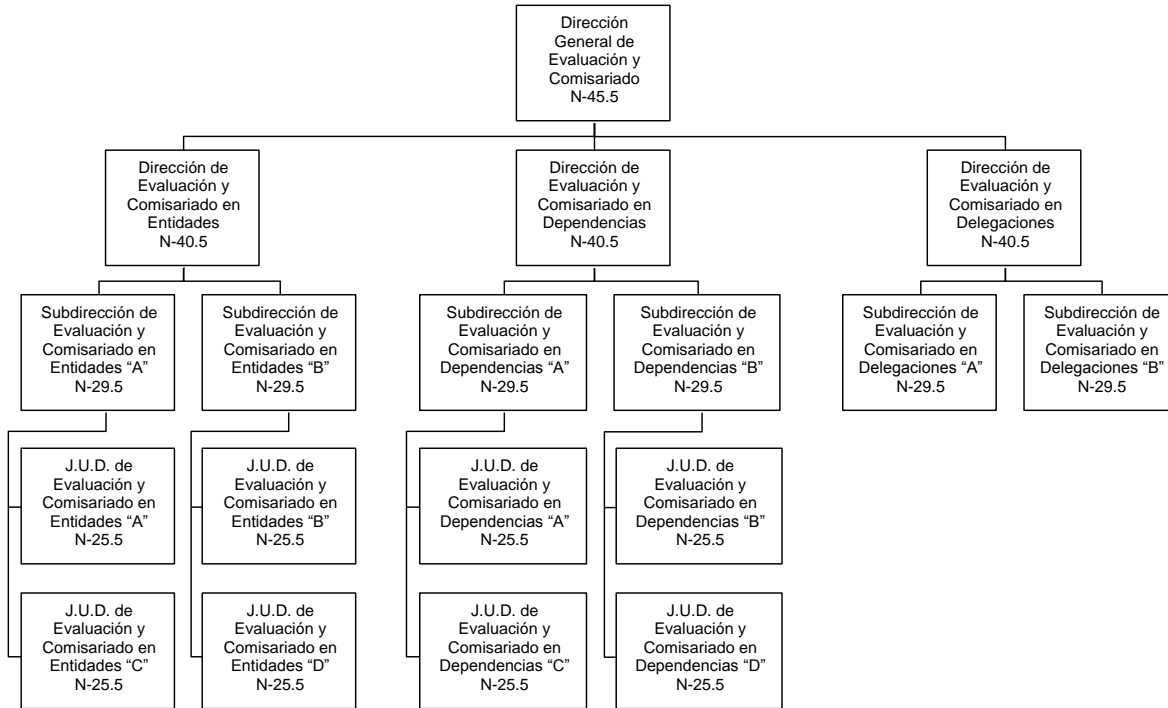 Dirección
General de
Evaluación y
Comisariado
N-45.5
Dirección de
Evaluación y
Comisariado en
Entidades
N-40.5
Dirección de
Evaluación y
Comisariado en
Dependencias
N-40.5
Dirección de
Evaluación y
Comisariado en
Delegaciones
N-40.5
Subdirección de
Evaluación y
Comisariado en
Entidades “A”
N-29.5
Subdirección de
Evaluación y
Comisariado en
Entidades “B”
N-29.5
Subdirección de
Evaluación y
Comisariado en
Dependencias “A”
N-29.5
Subdirección de
Evaluación y
Comisariado en
Dependencias “B”
N-29.5
Subdirección de
Evaluación y
Comisariado en
Delegaciones “A”
N-29.5
Subdirección de
Evaluación y
Comisariado en
Delegaciones “B”
N-29.5
J.U.D. de
Evaluación y
Comisariado en
Entidades “A”
N-25.5
J.U.D. de
Evaluación y
Comisariado en
Entidades “B”
N-25.5
J.U.D. de
Evaluación y
Comisariado en
Dependencias “A”
N-25.5
J.U.D. de
Evaluación y
Comisariado en
Dependencias “B”
N-25.5
J.U.D. de
Evaluación y
Comisariado en
Entidades “C”
N-25.5
J.U.D. de
Evaluación y
Comisariado en
Entidades “D”
N-25.5
J.U.D. de
Evaluación y
Comisariado en
Dependencias “C”
N-25.5
J.U.D. de
Evaluación y
Comisariado en
Dependencias “D”
N-25.5